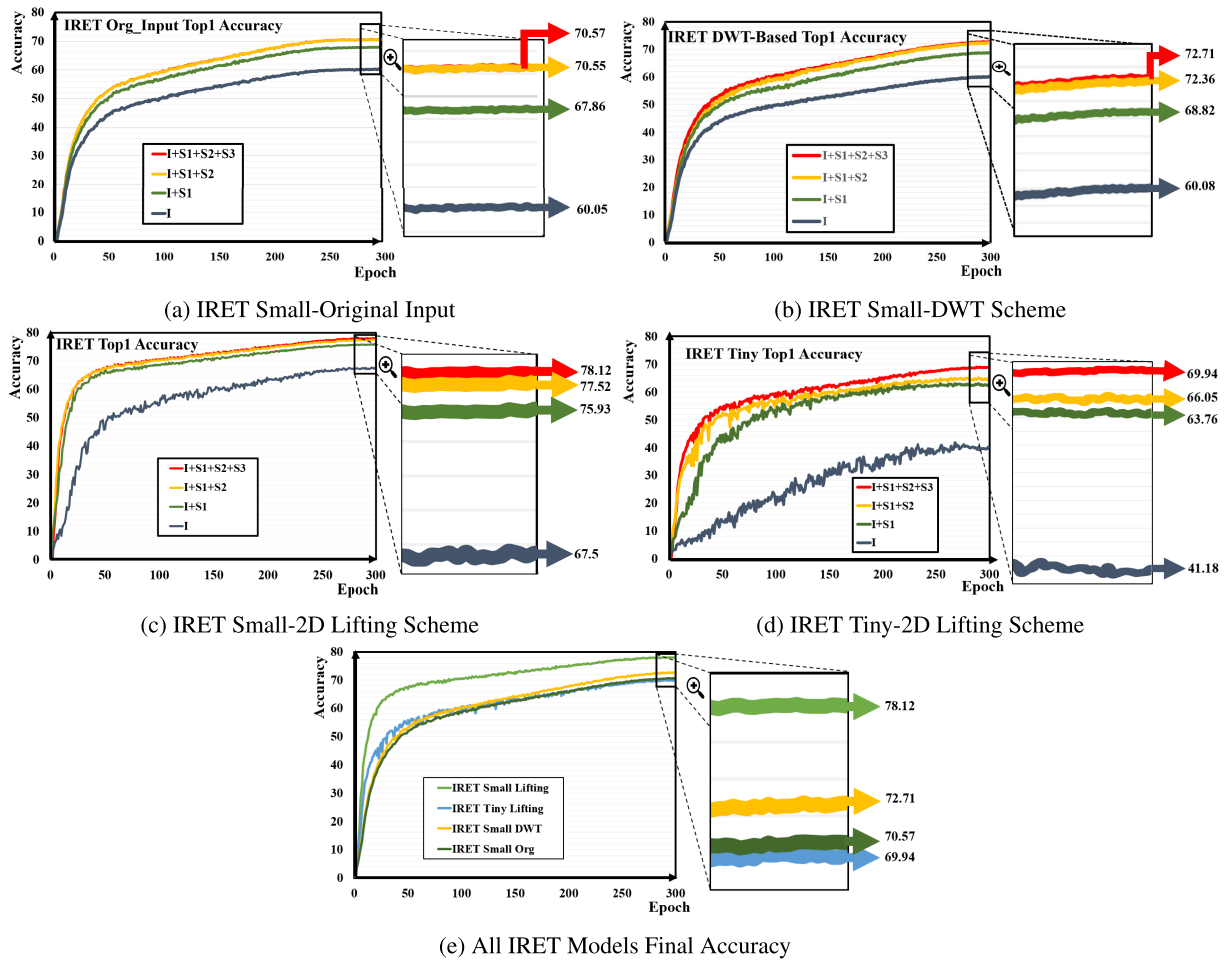 IRET Org_Input Top1 Accuracy
Accuracy
80
70
60
50
40
30
20
10
0
I+S1+S2+S3
I+S1+S2
I+S1
I
0
50
100
150
200
250
300
Epoch
70.57
70.55
67.86
60.05
(a) IRET Small-Original Input
IRET DWT-Based Top1 Accuracy
Accuracy
80
70
60
50
40
30
20
10
0
I+S1+S2+S3
I+S1+S2
I+S1
I
0
50
100
150
200
250
300
Epoch
72.71
72.36
68.82
60.08
(b) IRET Small-DWT Scheme
IRET Top1 Accuracy
Accuracy
80
70
60
50
40
30
20
10
0
I+S1+S2+S3
I+S1+S2
I+S1
I
0
50
100
150
200
250
300
Epoch
78.12
77.52
75.93
67.5
(c) IRET Small-2D Lifting Scheme
IRET Tiny Top1 Accuracy
Accuracy
80
70
60
50
40
30
20
10
0
I+S1+S2+S3
I+S1+S2
I+S1
I
0
50
100
150
200
250
300
Epoch
69.94
66.05
63.76
41.18
(d) IRET Tiny-2D Lifting Scheme
Accuracy
80
70
60
50
40
30
20
10
0
IRET Small Lifting
IRET Tiny Lifting
IRET Small DWT
IRET Small Org
0
50
100
150
200
250
300
Epoch
78.12
72.71
70.57
69.94
(e) All IRET Models Final Accuracy